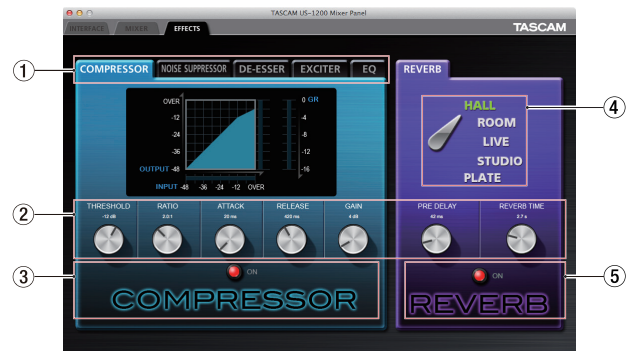 TASCAM US-1200 Mixer Panel
INTERFACE MIXER EFFECTS
TASCAM
① COMPRESSOR NOISE SUPPRESSOR DE-ESSER EXCITER EQ REVERB
OVER 0 GR
-12 -4
-24 -8
-36 -12
OUTPUT -48 -16
INPUT -48 -36 -24 -12 OVER
④ HALL
ROOM
LIVE
STUDIO
PLATE
② THRESHOLD RATIO ATTACK RELEASE GAIN PRE DELAY REVERB TIME
-12 dB 2.0:1 20 ms 420 ms 4 dB 42 ms 2.7 s
③ ON
COMPRESSOR
⑤ ON
REVERB